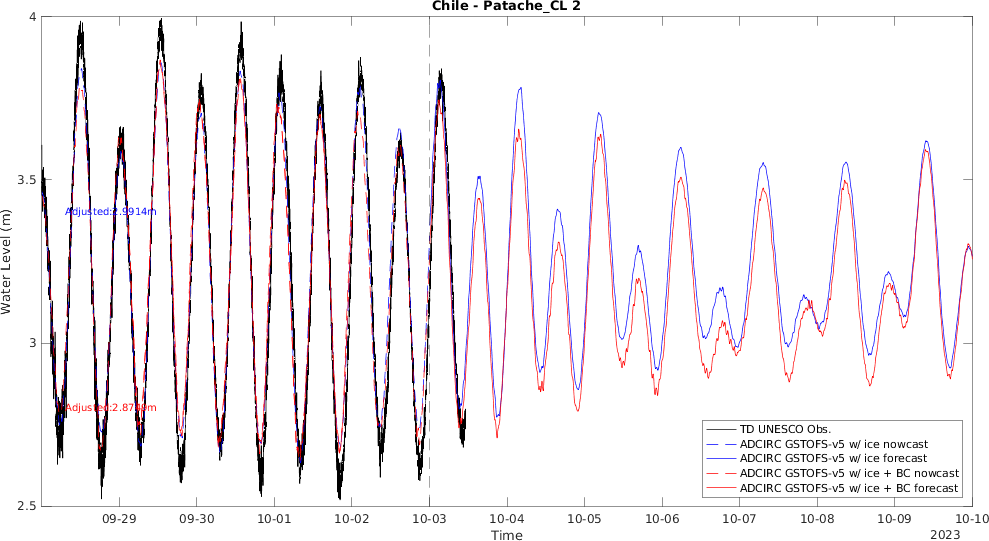 Chile - Patache_CL 2
4
3.5
3
2.5
Water Level (m)
Adjusted:2.9914m
09-29 09-30 10-01 10-02 10-03 10-04 10-05 10-06 10-07 10-08 10-09 10-10
Time
2023
TD UNESCO Obs.
ADCIRC GSTOFS-v5 w/ ice nowcast
ADCIRC GSTOFS-v5 w/ ice forecast
ADCIRC GSTOFS-v5 w/ ice + BC nowcast
ADCIRC GSTOFS-v5 w/ ice + BC forecast